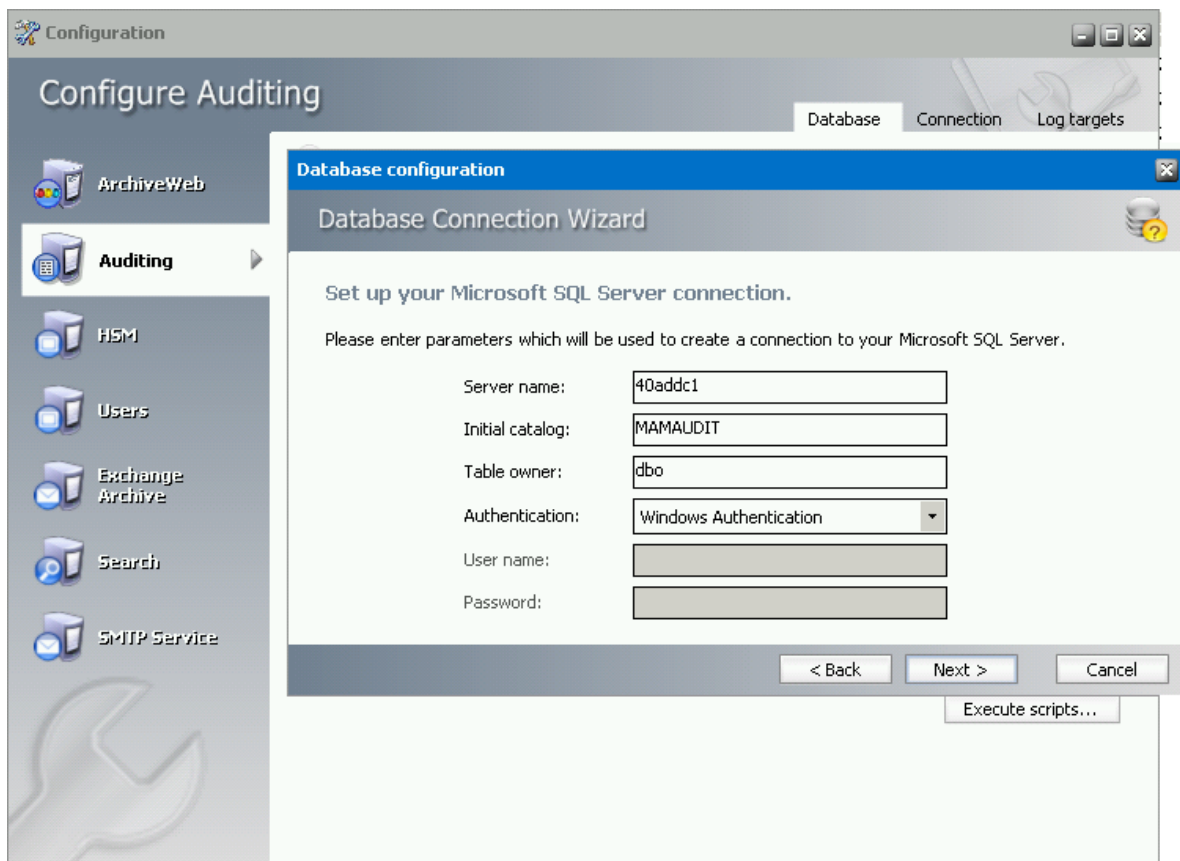 Configuration
Configure Auditing
Database Connection Log targets
ArchiveWeb
Auditing
HSM
Users
Exchange
Archive
Search
SMTP Service
Database configuration
Database Connection Wizard
Set up your Microsoft SQL Server connection.
Please enter parameters which will be used to create a connection to your Microsoft SQL Server.
Server name: 40addc1
Initial catalog: MAMAUDIT
Table owner: dbo
Authentication: Windows Authentication
User name:
Password:
< Back Next > Cancel
Execute scripts...